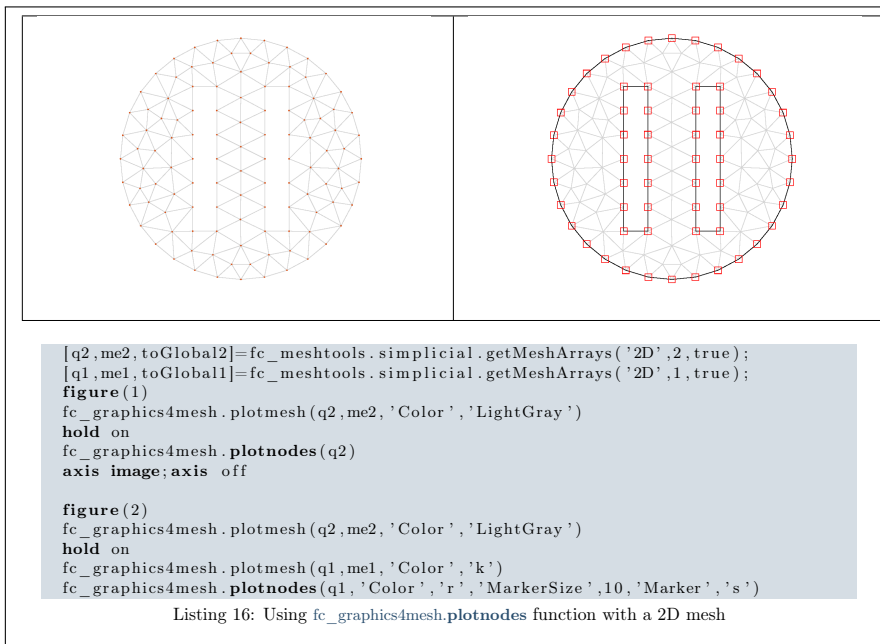 [q2,me2,toGlobal2]=fc_meshtools.simplicial.getMeshArrays('2D',2,true);
[q1,me1,toGlobal1]=fc_meshtools.simplicial.getMeshArrays('2D',1,true);
figure(1)
fc_graphics4mesh.plotmesh(q2,me2,'Color','LightGray')
hold on
fc_graphics4mesh.plotnodes(q2)
axis image;axis off
figure(2)
fc_graphics4mesh.plotmesh(q2,me2,'Color','LightGray')
hold on
fc_graphics4mesh.plotmesh(q1,me1,'Color','k')
fc_graphics4mesh.plotnodes(q1,'Color','r','MarkerSize',10,'Marker','s')
Listing 16: Using fc_graphics4mesh.plotnodes function with a 2D mesh